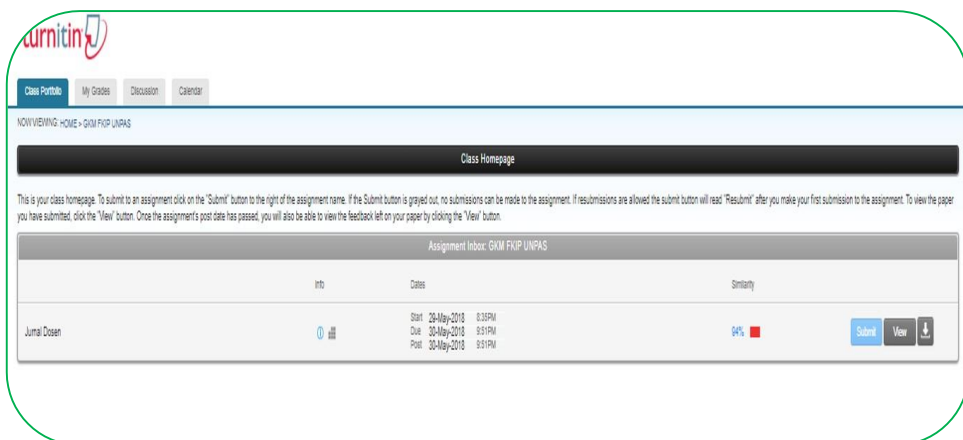 turnitin
Class Portfolio My Grades Discussion Calendar
NOW VIEWING: HOME > GKM FKIP UNPAS
Class Homepage
This is your class homepage. To submit to an assignment click on the "Submit" button to the right of the assignment name. If the Submit button is grayed out, no submissions can be made to the assignment. If resubmissions are allowed the submit button will read "Resubmit" after you make your first submission to the assignment. To view the paper
you have submitted, click the "View" button. Once the assignment's post date has passed, you will also be able to view the feedback left on your paper by clicking the "View" button.
Assignment Inbox: GKM FKIP UNPAS
Info Dates Similarity
Start 29-May-2018 8:35PM
Jurnal Dosen Due 30-May-2018 9:51PM 94% Submit View
Post 30-May-2018 9:51PM